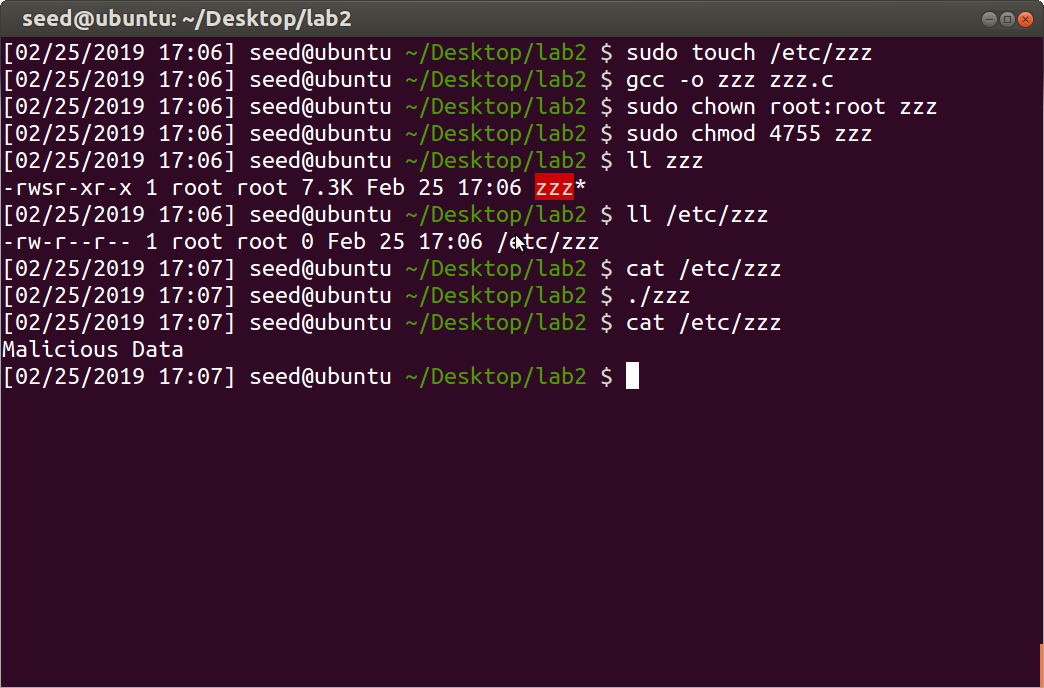 seed@ubuntu: ~/Desktop/lab2
[02/25/2019 17:06] seed@ubuntu ~/Desktop/lab2 $ sudo touch /etc/zzz
[02/25/2019 17:06] seed@ubuntu ~/Desktop/lab2 $ gcc -o zzz zzz.c
[02/25/2019 17:06] seed@ubuntu ~/Desktop/lab2 $ sudo chown root:root zzz
[02/25/2019 17:06] seed@ubuntu ~/Desktop/lab2 $ sudo chmod 4755 zzz
[02/25/2019 17:06] seed@ubuntu ~/Desktop/lab2 $ ll zzz
-rwsr-xr-x 1 root root 7.3K Feb 25 17:06 zzz*
[02/25/2019 17:06] seed@ubuntu ~/Desktop/lab2 $ ll /etc/zzz
-rw-r--r-- 1 root root 0 Feb 25 17:06 /etc/zzz
[02/25/2019 17:07] seed@ubuntu ~/Desktop/lab2 $ cat /etc/zzz
[02/25/2019 17:07] seed@ubuntu ~/Desktop/lab2 $ ./zzz
[02/25/2019 17:07] seed@ubuntu ~/Desktop/lab2 $ cat /etc/zzz
Malicious Data
[02/25/2019 17:07] seed@ubuntu ~/Desktop/lab2 $